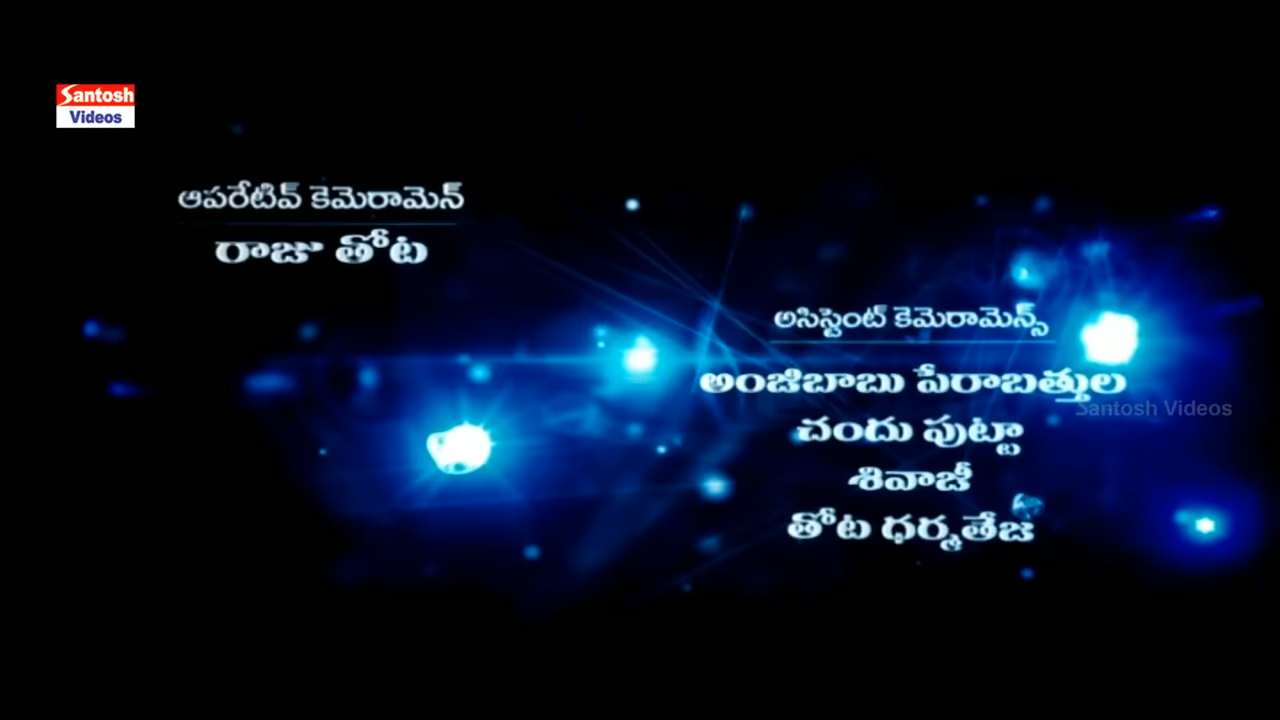 Santosh
Videos
ఆపరేటివ్ కెమెరామెన్
రాజు తోట
అసిస్టెంట్ కెమెరామెన్స్
అంజిబాబు పేరాబత్తుల
చందు పుట్టా
శివాజీ
తోట ధర్మతేజ
Santosh Videos